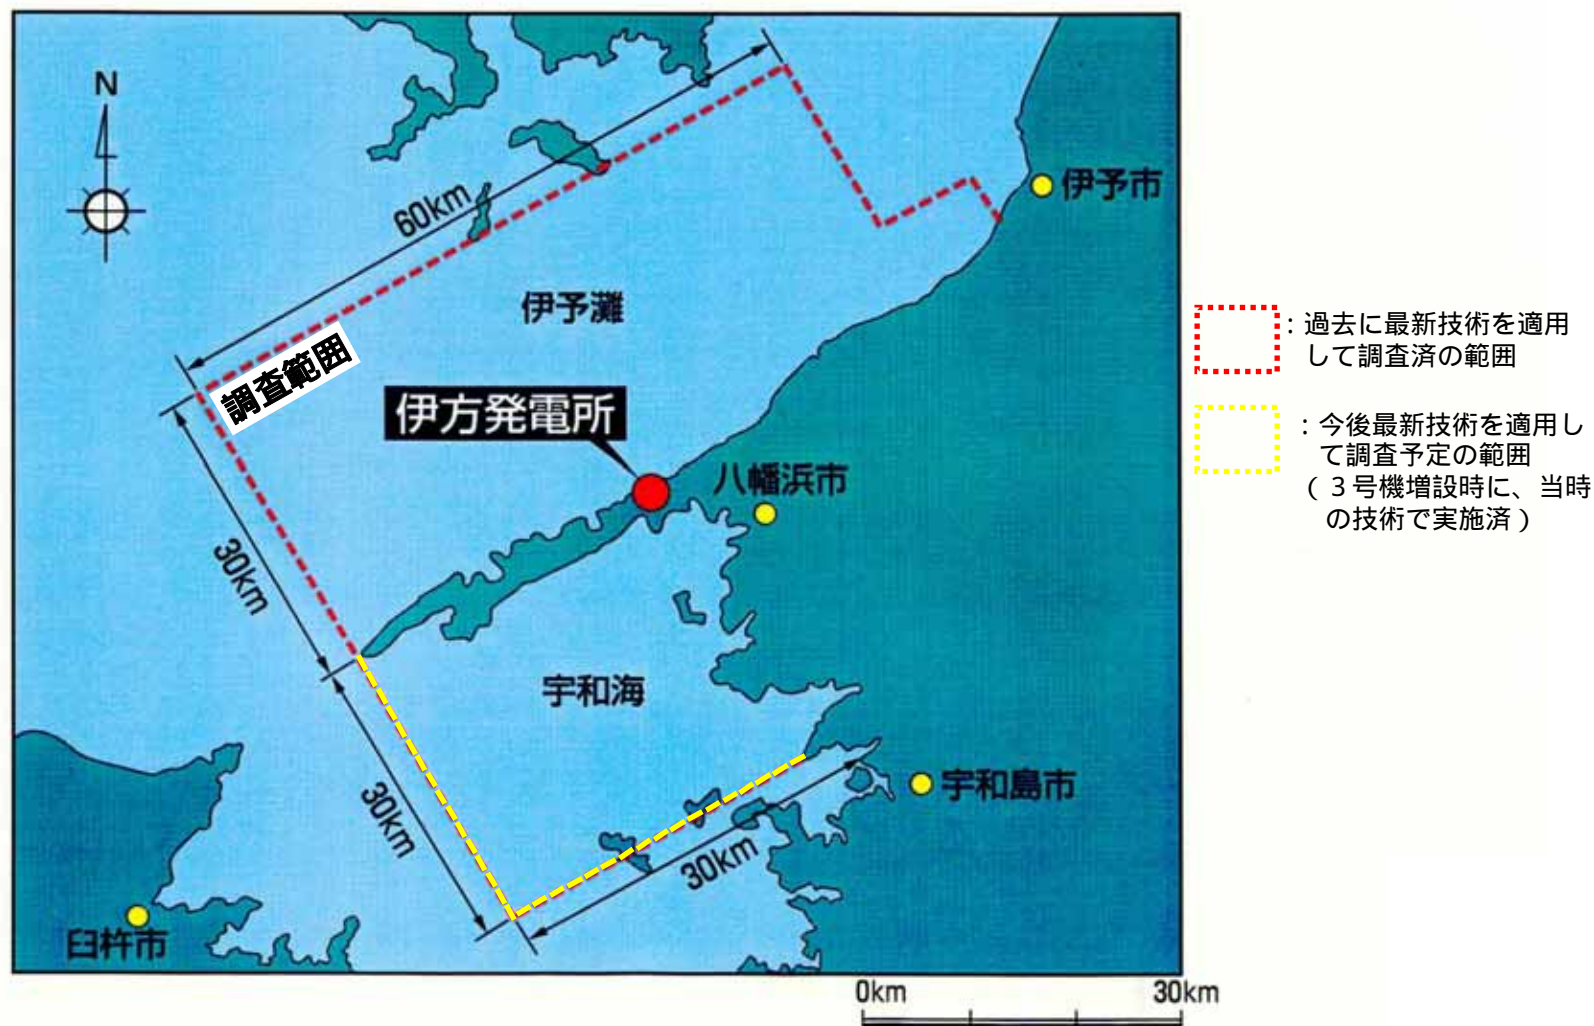 N
60km
伊予市
伊予灘
調査範囲
伊方発電所
八幡浜市
30km
宇和海
30km
30km
宇和島市
臼杵市
0km 30km
：過去に最新技術を適用
して調査済の範囲
：今後最新技術を適用し
て調査予定の範囲
（３号機増設時に、当時
の技術で実施済）